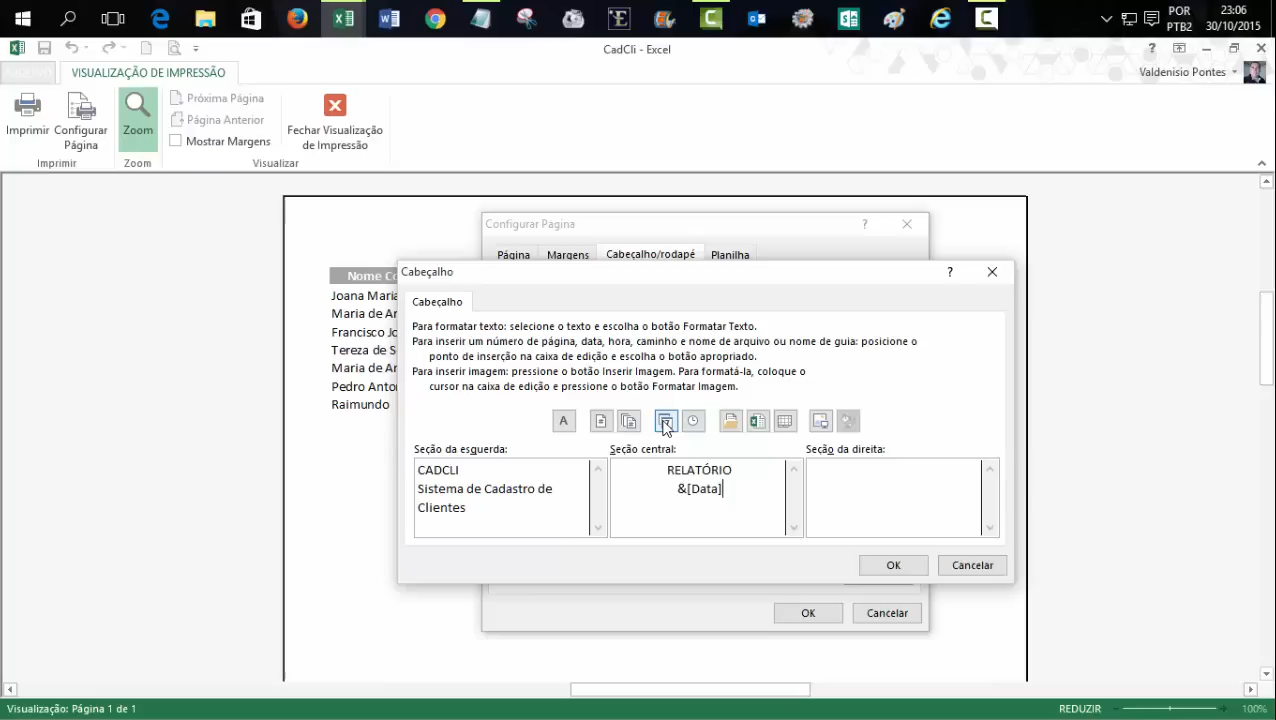 POR
PTB2
23:06
30/10/2015
CadCli - Excel
VISUALIZAÇÃO DE IMPRESSÃO
Valdenisio Pontes
Imprimir
Configurar
Página
Zoom
Próxima Página
Página Anterior
Mostrar Margens
Fechar Visualização
de Impressão
Imprimir
Zoom
Visualizar
Configurar Página
Página
Margens
Cabeçalho/rodapé
Planilha
Nome Co
Joana Maria
Maria de Ar
Francisco Jo
Tereza de S
Maria de A
Pedro Anto
Raimundo
Cabeçalho
Cabeçalho
Para formatar texto: selecione o texto e escolha o botão Formatar Texto.
Para inserir um número de página, data, hora, caminho e nome de arquivo ou nome de guia: posicione o
ponto de inserção na caixa de edição e escolha o botão apropriado.
Para inserir imagem: pressione o botão Inserir Imagem. Para formatá-la, coloque o
cursor na caixa de edição e pressione o botão Formatar Imagem.
Seção da esquerda:
Seção central:
Seção da direita:
CADCLI
Sistema de Cadastro de
Clientes
RELATÓRIO
&[Data]
OK
Cancelar
OK
Cancelar
Visualização: Página 1 de 1
REDUZIR
100%